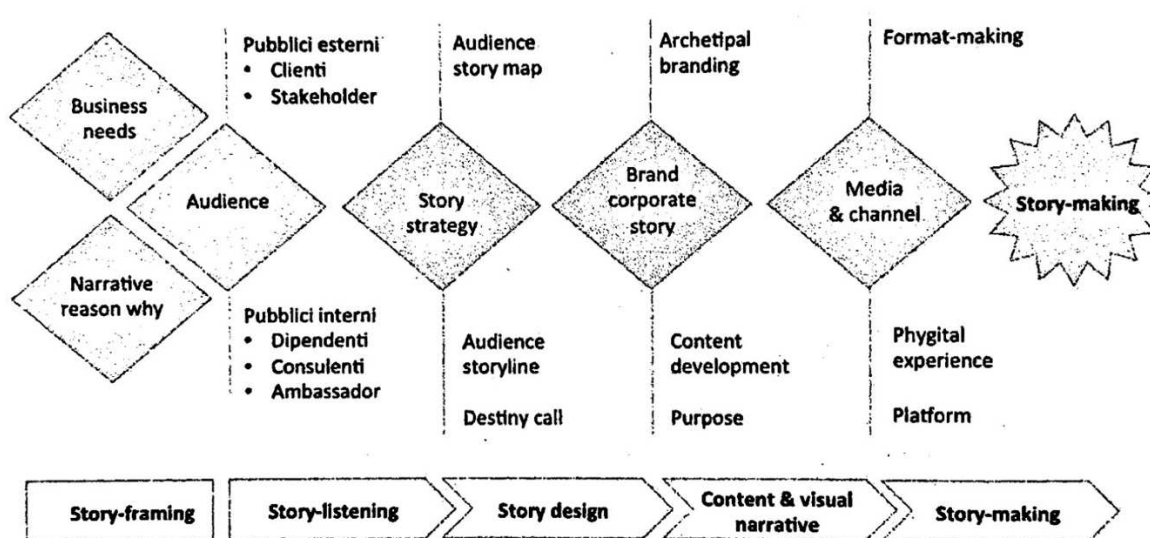 Pubblici esterni
• Clienti
• Stakeholder
Audience
story map
Archetipal
branding
Format-making
Business
needs
Audience
Narrative
reason why
Story
strategy
Brand
corporate
story
Media
& channel
Story-making
Pubblici interni
• Dipendenti
• Consulenti
• Ambassador
Audience
storyline
Destiny call
Content
development
Purpose
Phygital
experience
Platform
Story-framing
Story-listening
Story design
Content & visual
narrative
Story-making